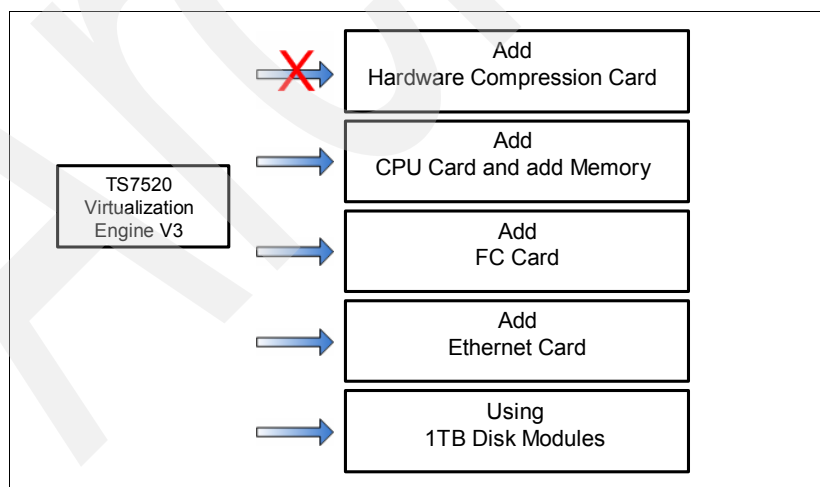 Add
Hardware Compression Card
Add
CPU Card and add Memory
TS7520
Virtualization
Engine V3
Add
FC Card
Add
Ethernet Card
Using
1TB Disk Modules